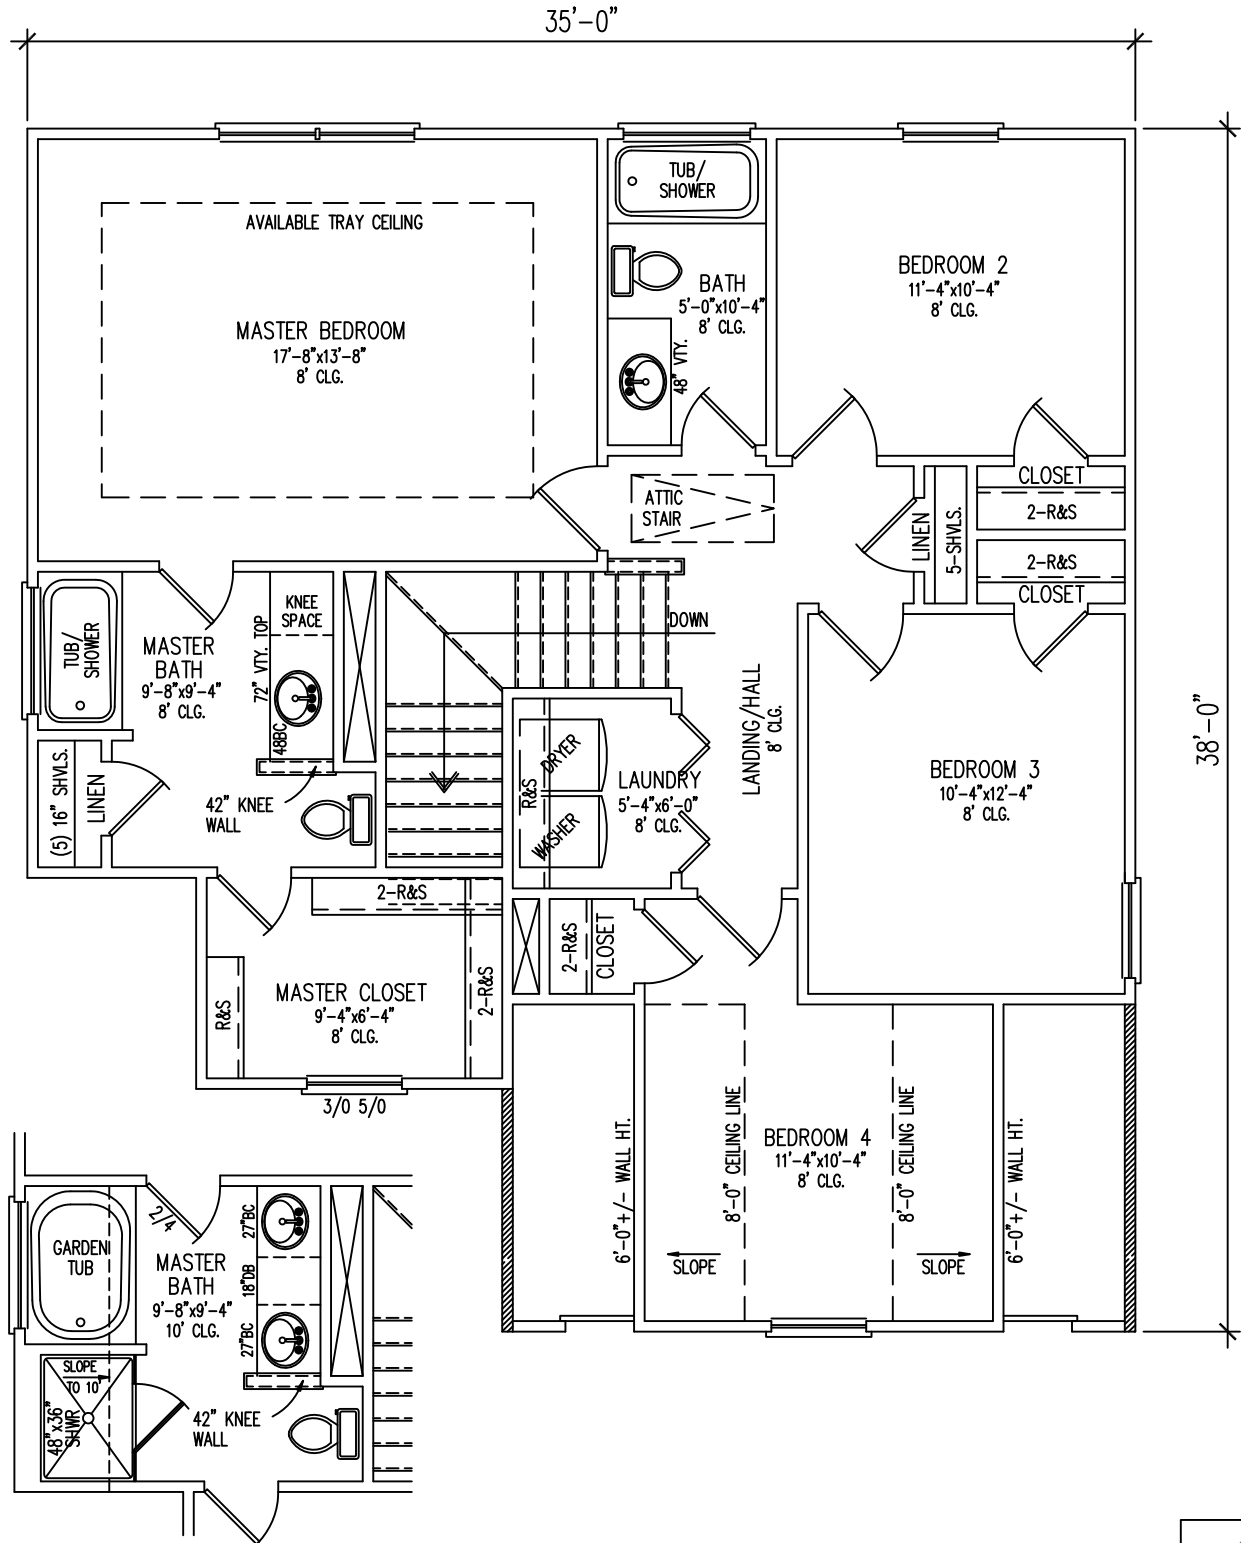 35'-0"
AVAILABLE TRAY CEILING
MASTER BEDROOM
17'-8"x13'-8"
8' CLG.
TUB/
SHOWER
BATH
5'-0"x10'-4"
8' CLG.
48" VTY.
BEDROOM 2
11'-4"x10'-4"
8' CLG.
ATTIC
STAIR
LINEN
5-SHVLS.
CLOSET
2-R&S
2-R&S
CLOSET
38'-0"
TUB/
SHOWER
MASTER
BATH
9'-8"x9'-4"
8' CLG.
KNEE
SPACE
72" VTY. TOP
48BC
DOWN
(5) 16" SHVLS.
LINEN
42" KNEE
WALL
R&S
DRYER
WASHER
LAUNDRY
5'-4"x6'-0"
8' CLG.
LANDING/HALL
8' CLG.
BEDROOM 3
10'-4"x12'-4"
8' CLG.
2-R&S
R&S
MASTER CLOSET
9'-4"x6'-4"
8' CLG.
2-R&S
2-R&S
CLOSET
3/0 5/0
6'-0"+/- WALL HT.
8'-0" CEILING LINE
BEDROOM 4
11'-4"x10'-4"
8' CLG.
8'-0" CEILING LINE
6'-0"+/- WALL HT.
SLOPE
SLOPE
2/4
GARDEN
TUB
MASTER
BATH
9'-8"x9'-4"
10' CLG.
27"BC
18"DB
27"BC
SLOPE
TO 10'
48"x36"
SHWR
42" KNEE
WALL